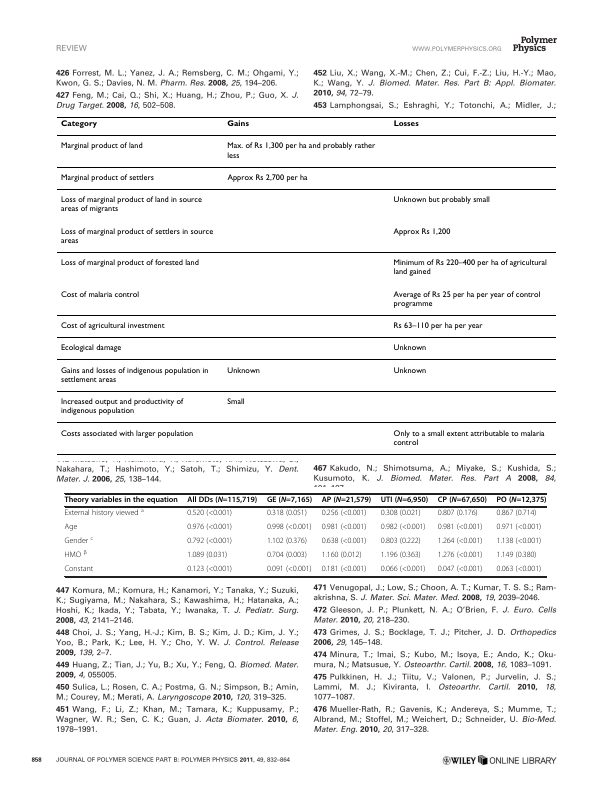 REVIEW
WWW.POLYMERPHYSICS.ORG
Polymer
Physics
426 Forrest, M. L.; Yanez, J. A.; Remsberg, C. M.; Ohgami, Y.;
Kwon, G. S.; Davies, N. M. Pharm. Res. 2008, 25, 194–206.
427 Feng, M.; Cai, Q.; Shi, X.; Huang, H.; Zhou, P.; Guo, X. J.
Drug Target. 2008, 16, 502–508.
452 Liu, X.; Wang, X.-M.; Chen, Z.; Cui, F.-Z.; Liu, H.-Y.; Mao,
K.; Wang, Y. J. Biomed. Mater. Res. Part B: Appl. Biomater.
2010, 94, 72–79.
453 Lamphongsai, S.; Eshraghy, Y.; Totonchi, A.; Midler, J.;
Category Gains Losses
Marginal product of land Max. of Rs 1,300 per ha and probably rather
less
Marginal product of settlers Approx Rs 2,700 per ha
Loss of marginal product of land in source Unknown but probably small
areas of migrants
Loss of marginal product of settlers in source Approx Rs 1,200
areas
Loss of marginal product of forested land Minimum of Rs 220–400 per ha of agricultural
land gained
Cost of malaria control Average of Rs 25 per ha per year of control
programme
Cost of agricultural investment Rs 63–110 per ha per year
Ecological damage Unknown
Gains and losses of indigenous population in Unknown Unknown
settlement areas
Increased output and productivity of Small
indigenous population
Costs associated with larger population Only to a small extent attributable to malaria
control
Nakahara, T.; Hashimoto, Y.; Satoh, T.; Shimizu, Y. Dent.
Mater. J. 2006, 25, 138–144.
467 Kakudo, N.; Shimotsuma, A.; Miyake, S.; Kushida, S.;
Kusumoto, K. J. Biomed. Mater. Res. Part A 2008, 84,
Theory variables in the equation All DDs (N=115,719) GE (N=7,165) AP (N=21,579) UTI (N=6,950) CP (N=67,650) PO (N=12,375)
External history viewed a 0.520 (<0.001) 0.318 (0.051) 0.256 (<0.001) 0.308 (0.021) 0.807 (0.176) 0.867 (0.714)
Age 0.976 (<0.001) 0.998 (<0.001) 0.981 (<0.001) 0.982 (<0.001) 0.981 (<0.001) 0.971 (<0.001)
Gender c 0.792 (<0.001) 1.102 (0.376) 0.638 (<0.001) 0.803 (0.222) 1.264 (<0.001) 1.138 (<0.001)
HMO β 1.089 (0.031) 0.704 (0.003) 1.160 (0.012) 1.196 (0.363) 1.276 (<0.001) 1.149 (0.380)
Constant 0.123 (<0.001) 0.091 (<0.001) 0.181 (<0.001) 0.066 (<0.001) 0.047 (<0.001) 0.063 (<0.001)
447 Komura, M.; Komura, H.; Kanamori, Y.; Tanaka, Y.; Suzuki,
K.; Sugiyama, M.; Nakahara, S.; Kawashima, H.; Hatanaka, A.;
Hoshi, K.; Ikada, Y.; Tabata, Y.; Iwanaka, T. J. Pediatr. Surg.
2008, 43, 2141–2146.
448 Choi, J. S.; Yang, H.-J.; Kim, B. S.; Kim, J. D.; Kim, J. Y.;
Yoo, B.; Park, K.; Lee, H. Y.; Cho, Y. W. J. Control. Release
2009, 139, 2–7.
449 Huang, Z.; Tian, J.; Yu, B.; Xu, Y.; Feng, Q. Biomed. Mater.
2009, 4, 055005.
450 Sulica, L.; Rosen, C. A.; Postma, G. N.; Simpson, B.; Amin,
M.; Courey, M.; Merati, A. Laryngoscope 2010, 120, 319–325.
451 Wang, F.; Li, Z.; Khan, M.; Tamara, K.; Kuppusamy, P.;
Wagner, W. R.; Sen, C. K.; Guan, J. Acta Biomater. 2010, 6,
1978–1991.
471 Venugopal, J.; Low, S.; Choon, A. T.; Kumar, T. S. S.; Ram-
akrishna, S. J. Mater. Sci. Mater. Med. 2008, 19, 2039–2046.
472 Gleeson, J. P.; Plunkett, N. A.; O'Brien, F. J. Euro. Cells
Mater. 2010, 20, 218–230.
473 Grimes, J. S.; Bocklage, T. J.; Pitcher, J. D. Orthopedics
2006, 29, 145–148.
474 Minura, T.; Imai, S.; Kubo, M.; Isoya, E.; Ando, K.; Oku-
mura, N.; Matsusue, Y. Osteoarthr. Cartil. 2008, 16, 1083–1091.
475 Pulkkinen, H. J.; Tiitu, V.; Valonen, P.; Jurvelin, J. S.;
Lammi, M. J.; Kiviranta, I. Osteoarthr. Cartil. 2010, 18,
1077–1087.
476 Mueller-Rath, R.; Gavenis, K.; Andereya, S.; Mumme, T.;
Albrand, M.; Stoffel, M.; Weichert, D.; Schneider, U. Bio-Med.
Mater. Eng. 2010, 20, 317–328.
858 JOURNAL OF POLYMER SCIENCE PART B: POLYMER PHYSICS 2011, 49, 832–864
WILEY ONLINE LIBRARY